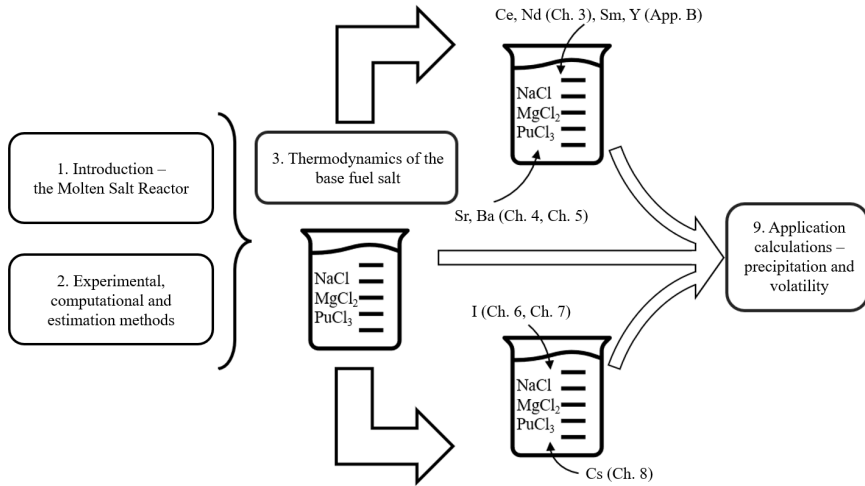 1. Introduction –
the Molten Salt Reactor
2. Experimental,
computational and
estimation methods
3. Thermodynamics of the
base fuel salt
NaCl
MgCl₂
PuCl₃
Ce, Nd (Ch. 3), Sm, Y (App. B)
NaCl
MgCl₂
PuCl₃
Sr, Ba (Ch. 4, Ch. 5)
I (Ch. 6, Ch. 7)
NaCl
MgCl₂
PuCl₃
Cs (Ch. 8)
9. Application
calculations –
precipitation and
volatility